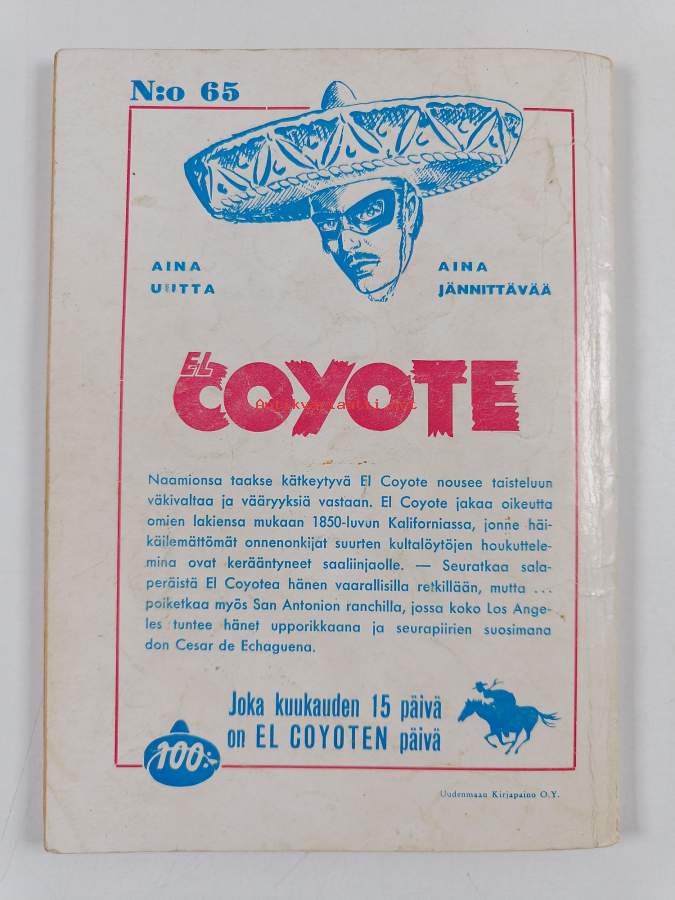 N:o 65
AINA
UUTTA
AINA
JÄNNITTÄVÄÄ
EL
COYOTE
Antikvariaatti.net
Naamionsa taakse kätkeytyvä El Coyote nousee taisteluun
väkivaltaa ja vääryyksiä vastaan. El Coyote jakaa oikeutta
omien lakiensa mukaan 1850-luvun Kaliforniassa, jonne häi-
käilemättömät onnenonkijat suurten kultalöytöjen houkuttele-
mina ovat kerääntyneet saaliinjaolle. — Seuratkaa sala-
peräistä El Coyotea hänen vaarallisilla retkillään, mutta ...
poiketkaa myös San Antonion ranchilla, jossa koko Los Ange-
les tuntee hänet upporikkaana ja seurapiirien suosimana
don Cesar de Echaguena.
Joka kuukauden 15 päivä
on EL COYOTEN päivä
100:-
Uudenmaan Kirjapaino O.Y.